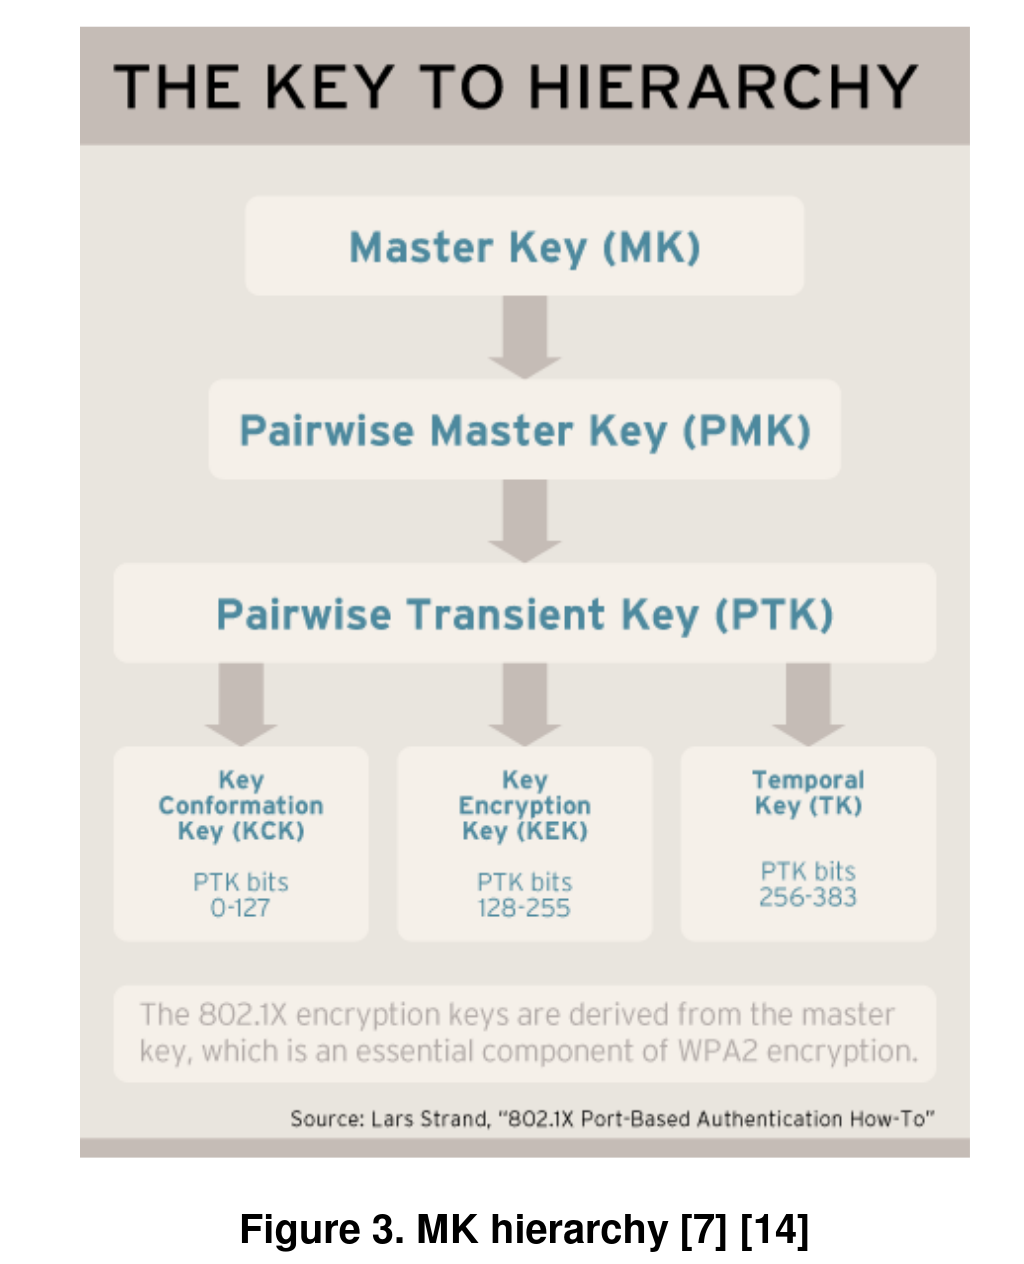 THE KEY TO HIERARCHY
Master Key (MK)
Pairwise Master Key (PMK)
Pairwise Transient Key (PTK)
Key
Conformation
Key (KCK)
PTK bits
0-127
Key
Encryption
Key (KEK)
PTK bits
128-255
Temporal
Key (TK)
PTK bits
256-383
The 802.1X encryption keys are derived from the master
key, which is an essential component of WPA2 encryption.
Source: Lars Strand, "802.1X Port-Based Authentication How-To"
Figure 3. MK hierarchy [7] [14]